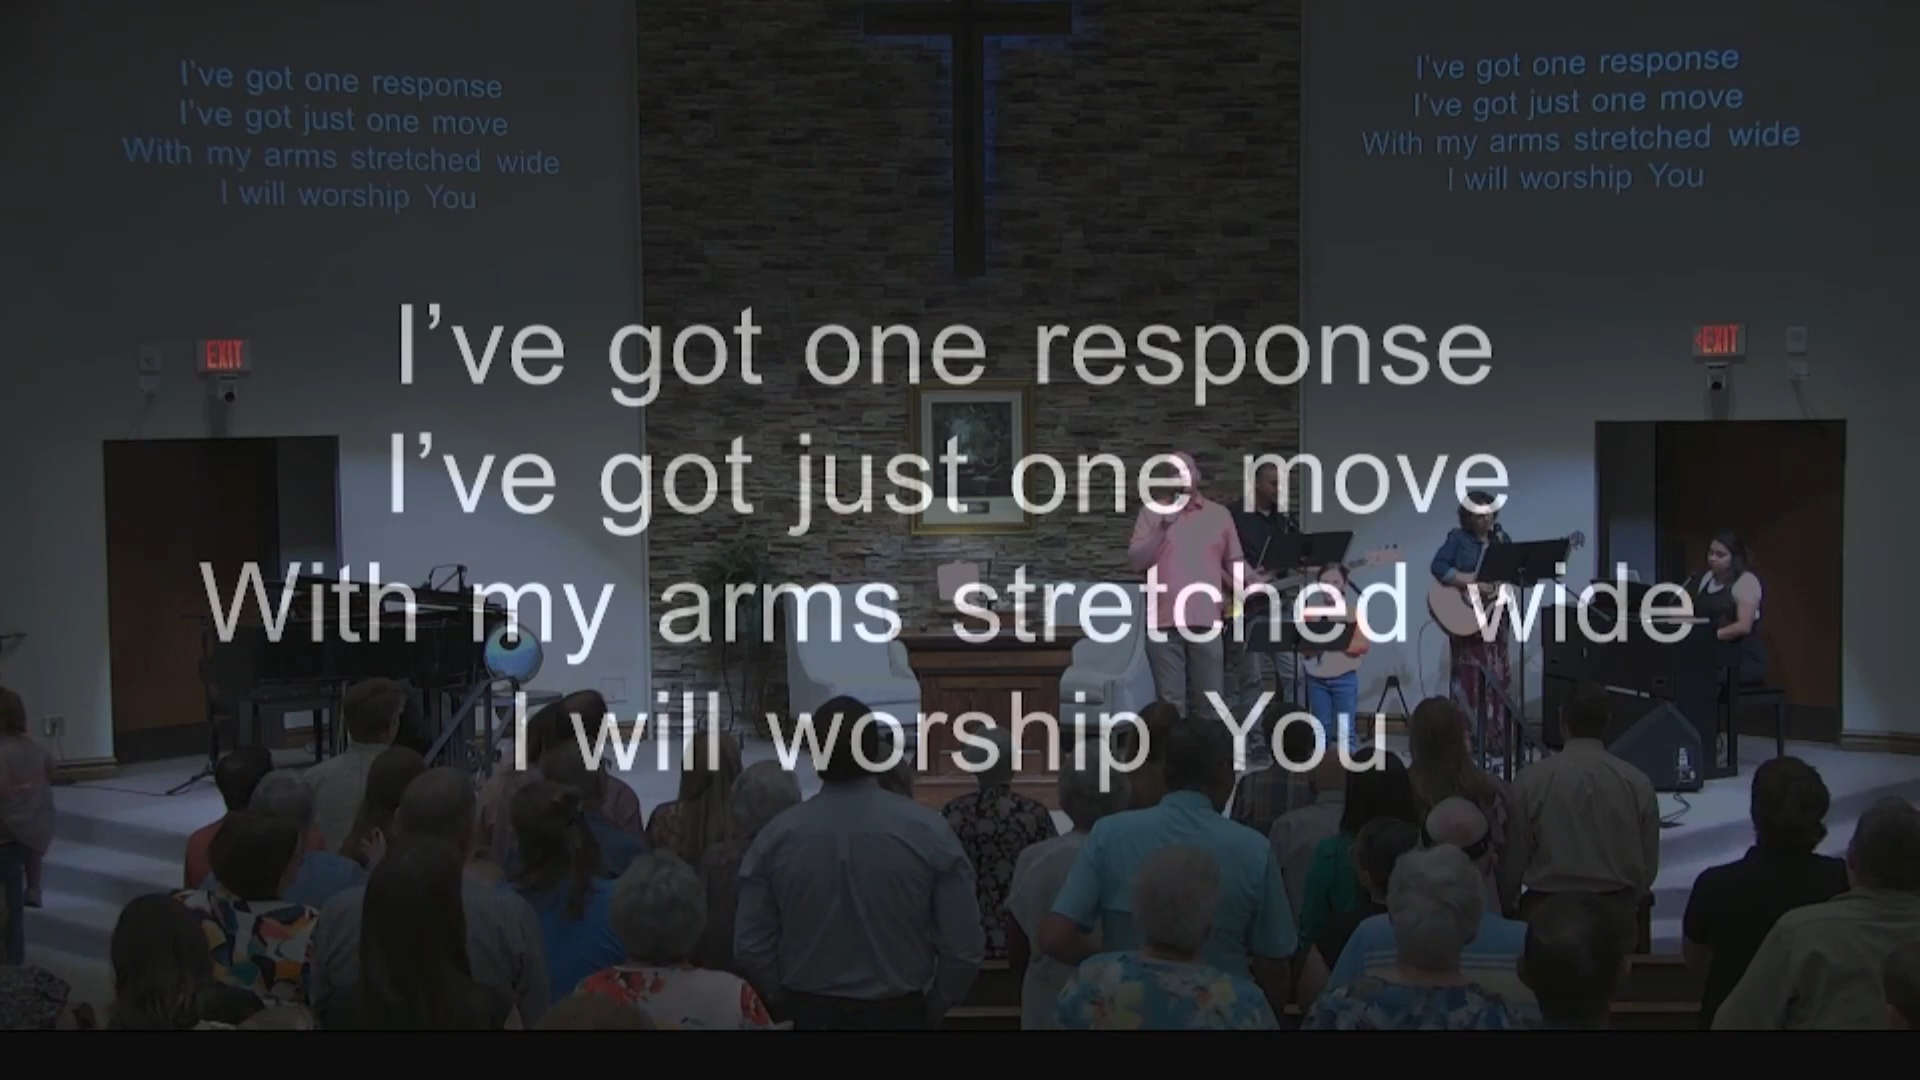 I've got one response
I've got just one move
With my arms stretched wide
I will worship You
I've got one response
I've got just one move
With my arms stretched wide
I will worship You
EXIT
EXIT
I’ve got one response
I’ve got just one move
With my arms stretched wide
I will worship You